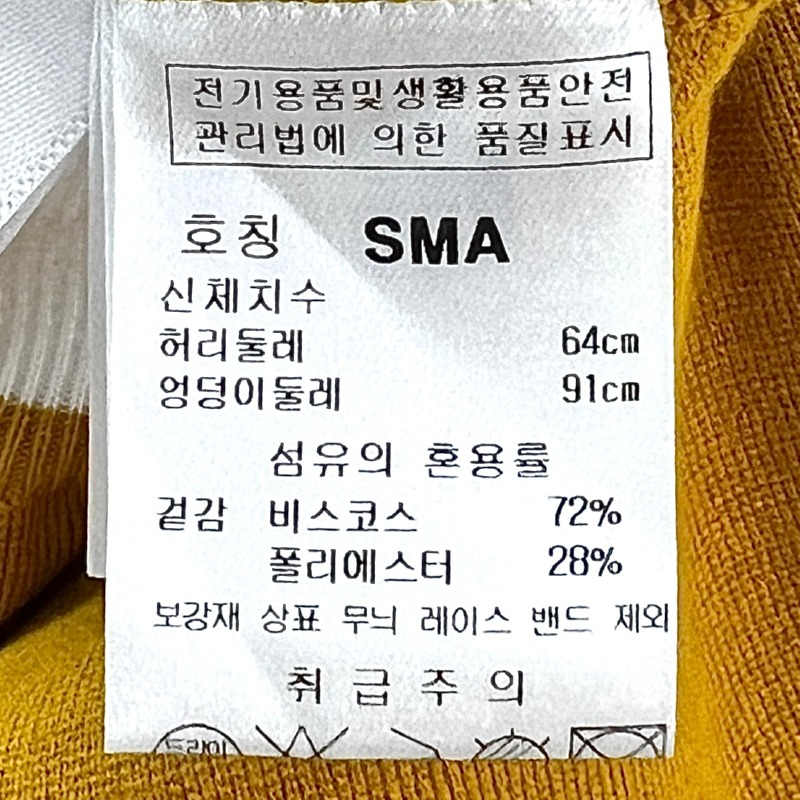 전기용품및생활용품안전
관리법에 의한 품질표시
호칭 SMA
신체치수
허리둘레 64cm
엉덩이둘레 91cm
섬유의 혼용률
겉감 비스코스 72%
폴리에스터 28%
보강재 상표 무늬 레이스 밴드 제외
취급주의
드라이